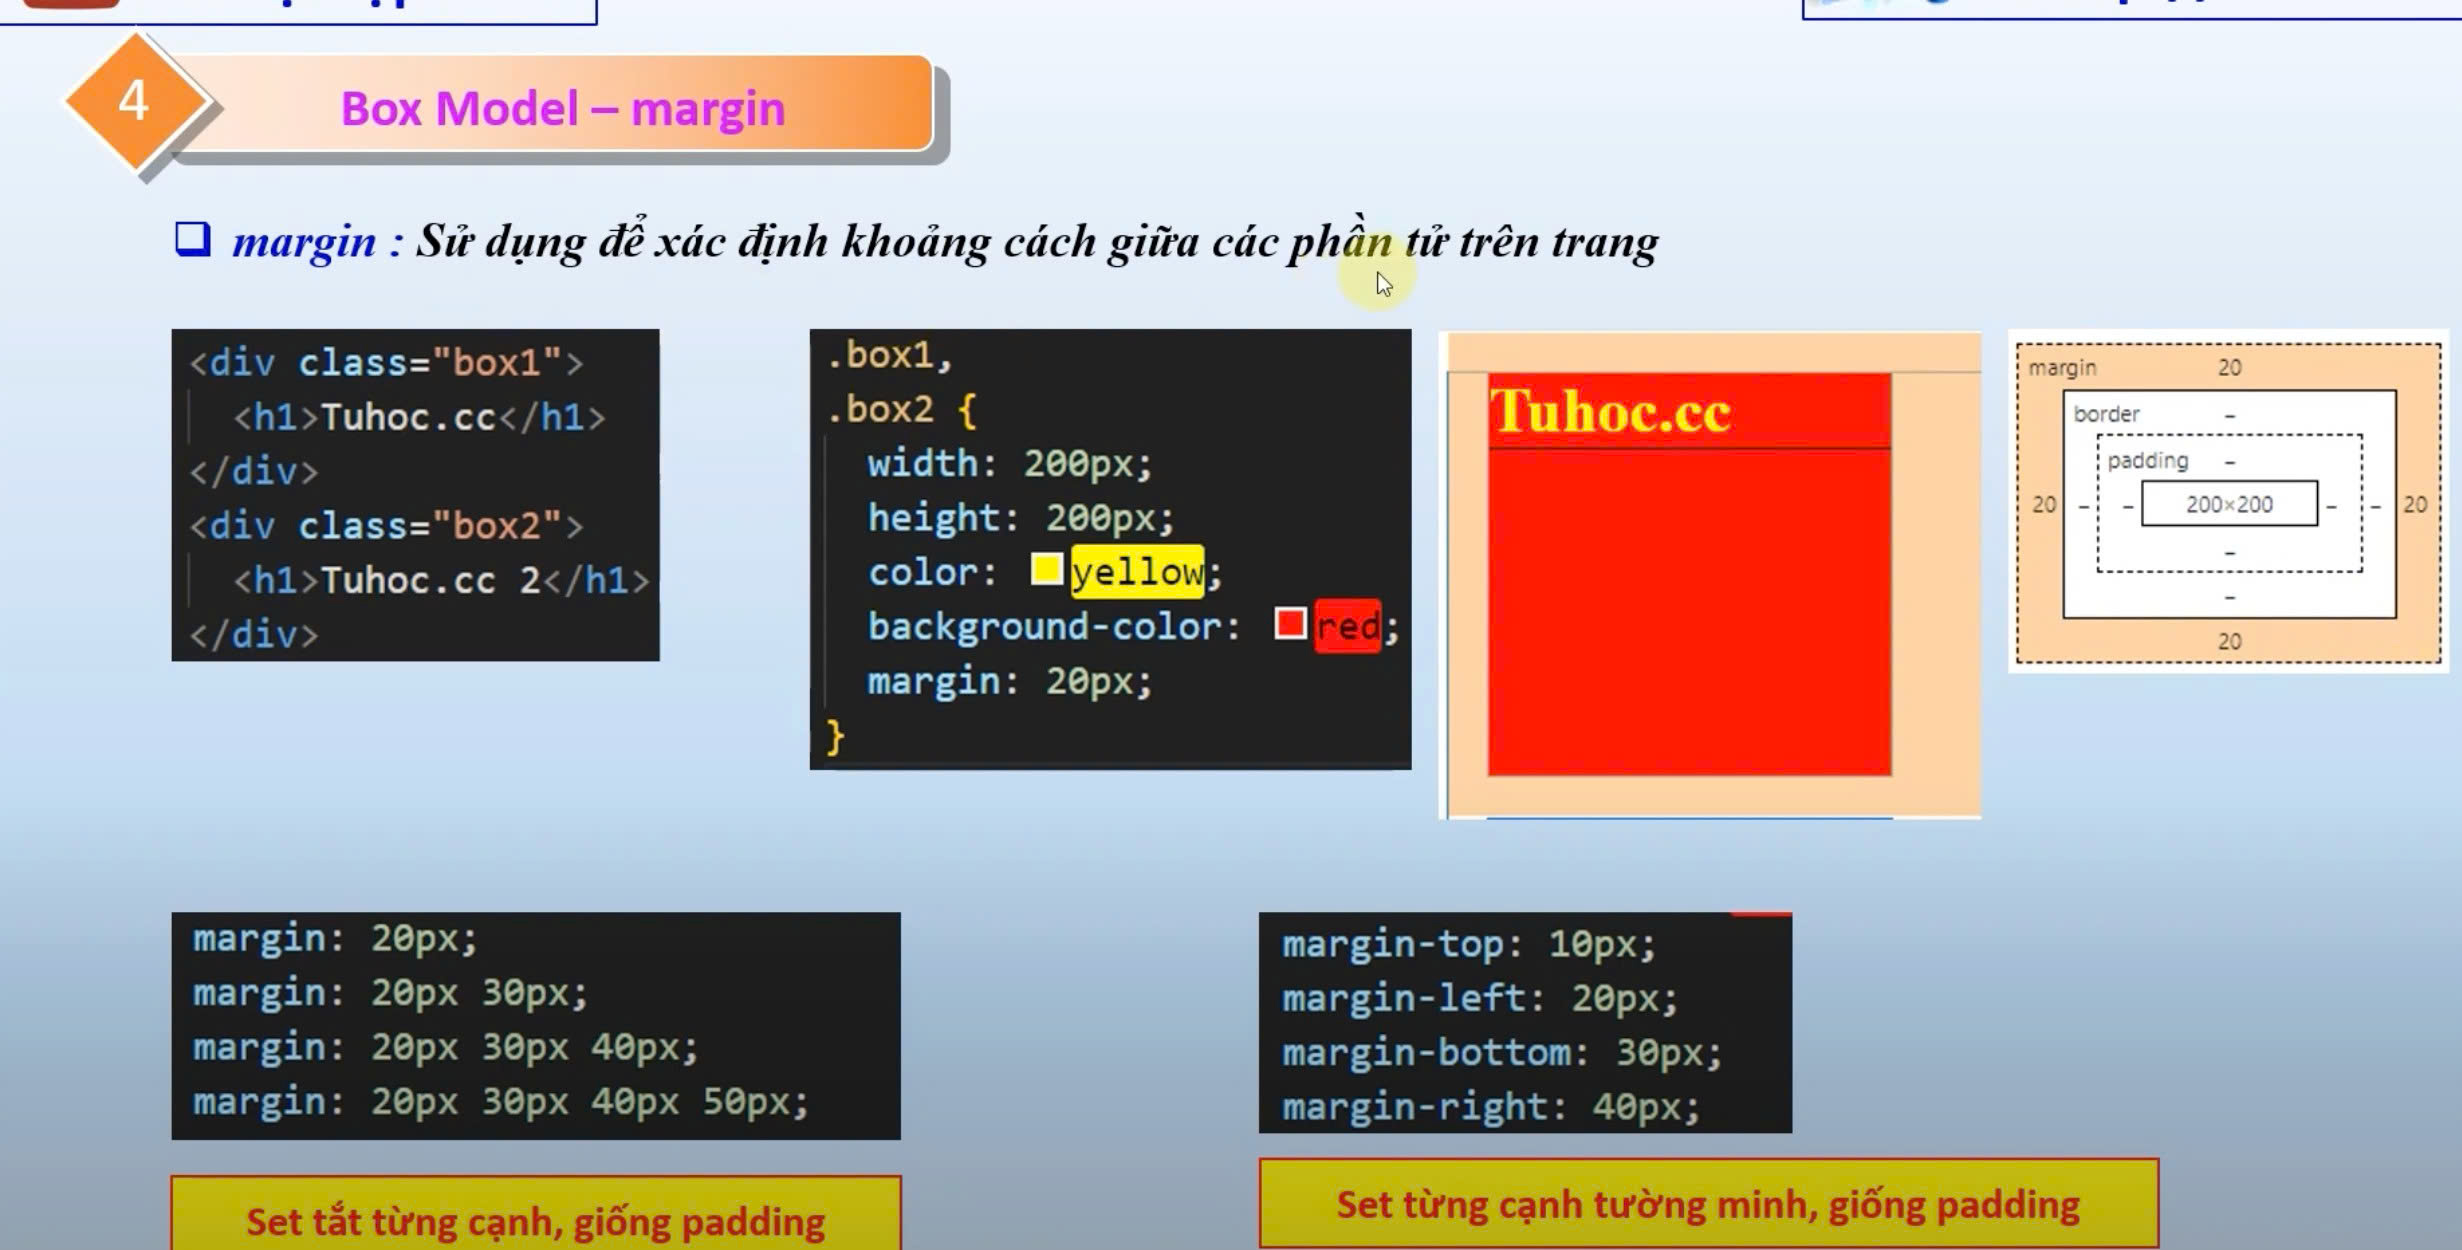 4
Box Model – margin
margin : Sử dụng để xác định khoảng cách giữa các phần tử trên trang
<div class="box1">
<h1>Tuhoc.cc</h1>
</div>
<div class="box2">
<h1>Tuhoc.cc 2</h1>
</div>
.box1,
.box2 {
width: 200px;
height: 200px;
color: yellow;
background-color: red;
margin: 20px;
}
Tuhoc.cc
margin 20
border –
padding –
20 – – 200×200 – – 20
–
–
20
margin: 20px;
margin: 20px 30px;
margin: 20px 30px 40px;
margin: 20px 30px 40px 50px;
Set tắt từng cạnh, giống padding
margin-top: 10px;
margin-left: 20px;
margin-bottom: 30px;
margin-right: 40px;
Set từng cạnh tường minh, giống padding